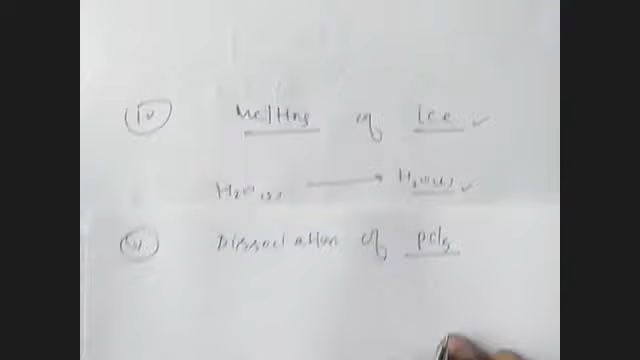 (iv) Melting of Ice ✓
H₂O(s) → H₂O(l) ✓
(v) Dissociation of PCl₅